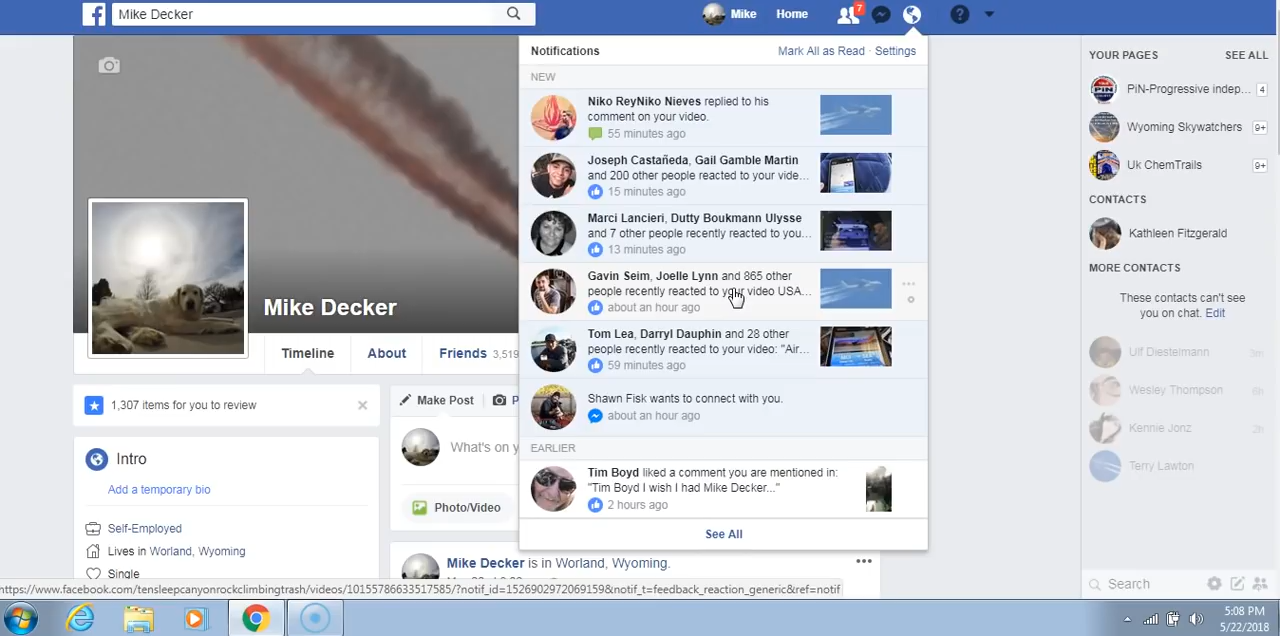 Mike Decker
Mike
Home
7
Notifications
Mark All as Read · Settings
NEW
Niko ReyNiko Nieves replied to his
comment on your video.
55 minutes ago
Joseph Castañeda, Gail Gamble Martin
and 200 other people reacted to your vide...
15 minutes ago
Marci Lancieri, Dutty Boukmann Ulysse
and 7 other people recently reacted to you...
13 minutes ago
Gavin Seim, Joelle Lynn and 865 other
people recently reacted to your video USA...
about an hour ago
Tom Lea, Darryl Dauphin and 28 other
people recently reacted to your video: "Air...
59 minutes ago
Shawn Fisk wants to connect with you.
about an hour ago
EARLIER
Tim Boyd liked a comment you are mentioned in:
"Tim Boyd I wish I had Mike Decker..."
2 hours ago
See All
Mike Decker
Timeline
About
Friends 3,519
1,307 items for you to review
Intro
Add a temporary bio
Self-Employed
Lives in Worland, Wyoming
Single
Make Post
P
What's on y
Photo/Video
Mike Decker is in Worland, Wyoming.
YOUR PAGES SEE ALL
PiN-Progressive indep... 4
Wyoming Skywatchers 9+
Uk ChemTrails 9+
CONTACTS
Kathleen Fitzgerald
MORE CONTACTS
These contacts can't see
you on chat. Edit
Ulf Diestelmann 3m
Wesley Thompson 6h
Kennie Jonz 2h
Terry Lawton
Search
https://www.facebook.com/tensleepcanyonrockclimbingtrash/videos/10155786633517585/?notif_id=1526902972069159&notif_t=feedback_reaction_generic&ref=notif
5:08 PM
5/22/2018